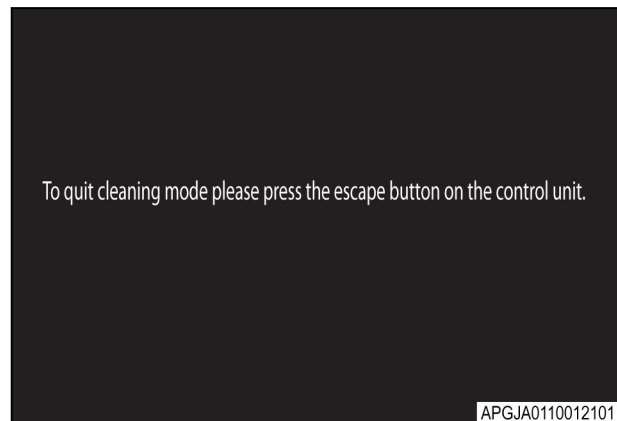 To quit cleaning mode please press the escape button on the control unit.
APGJA0110012101